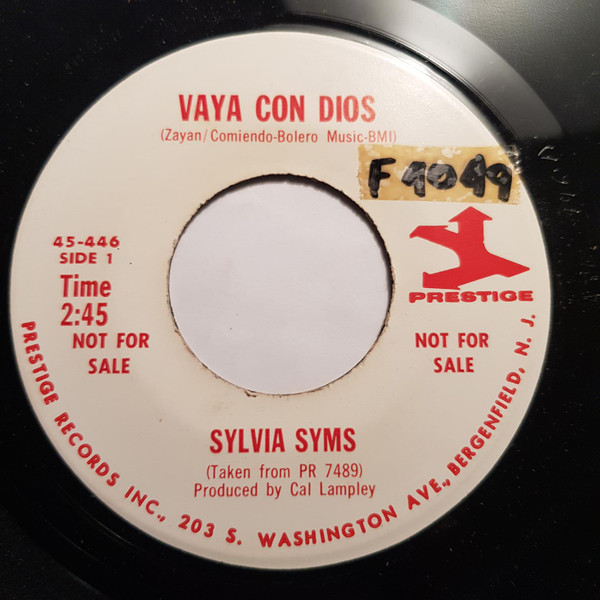 VAYA CON DIOS
(Zayan/Comiendo-Bolero Music-BMI)
F 1049
45-446
SIDE 1
Time
2:45
NOT FOR
SALE
PRESTIGE
NOT FOR
SALE
SYLVIA SYMS
(Taken from PR 7489)
Produced by Cal Lampley
PRESTIGE RECORDS INC., 203 S. WASHINGTON AVE., BERGENFIELD, N. J.